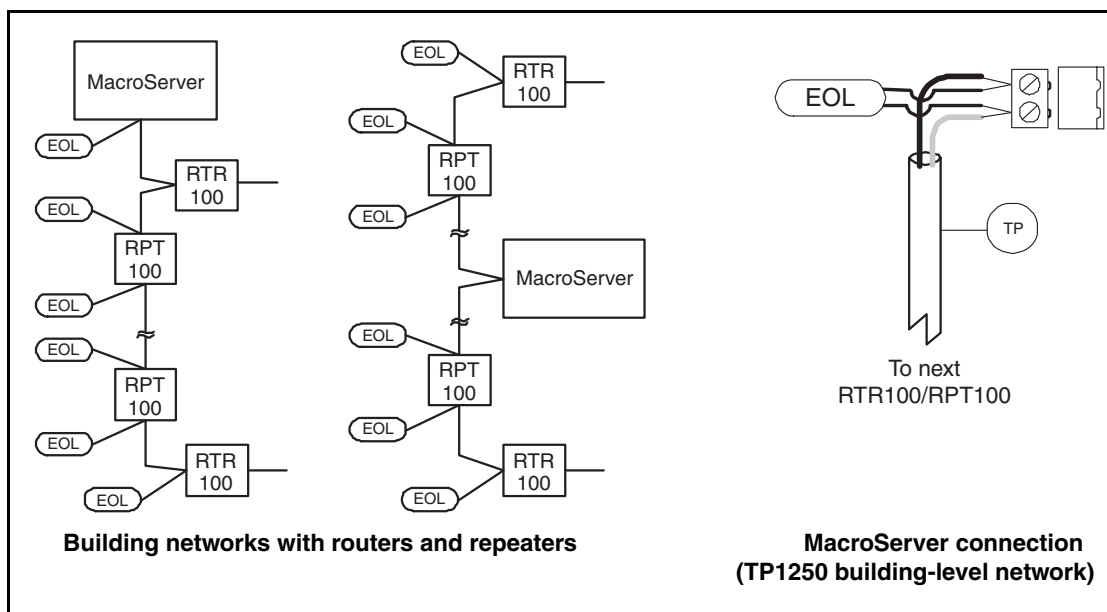 MacroServer
EOL
RTR
100
EOL
RPT
100
EOL
EOL
RPT
100
EOL
RTR
100
EOL
EOL
RTR
100
EOL
RPT
100
EOL
MacroServer
EOL
RPT
100
EOL
RTR
100
EOL
Building networks with routers and repeaters
EOL
TP
To next
RTR100/RPT100
MacroServer connection
(TP1250 building-level network)